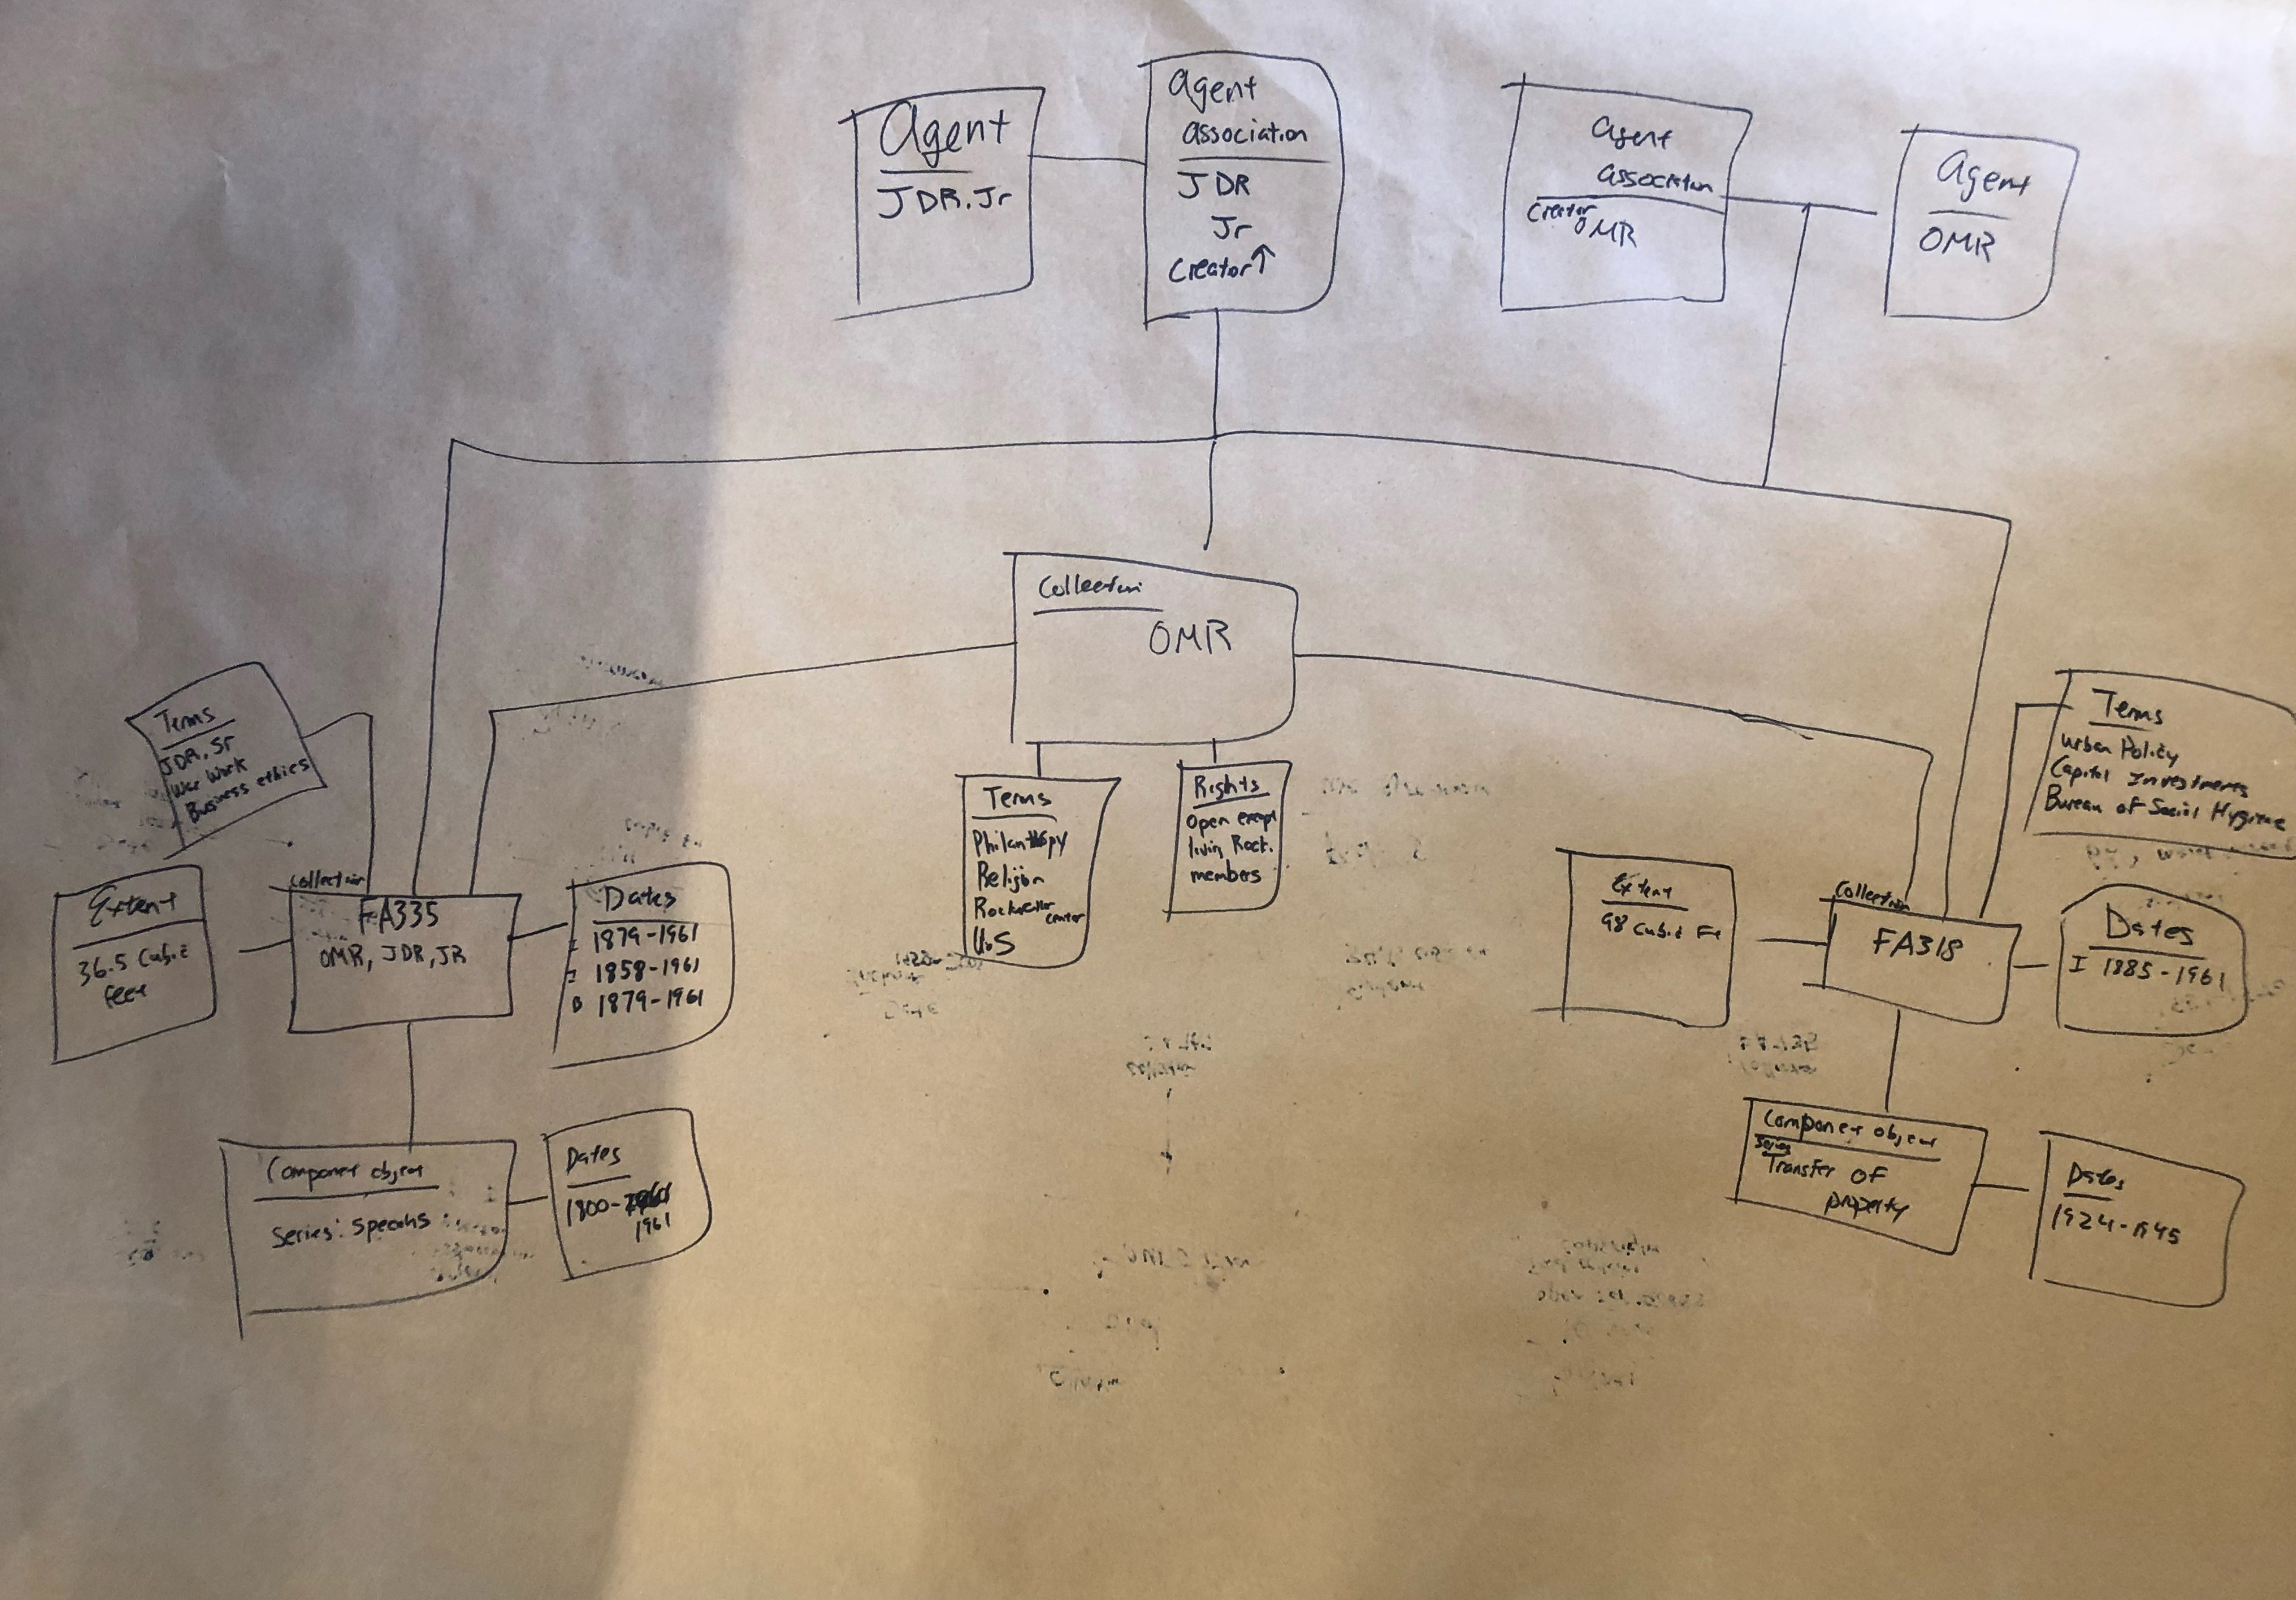 Agent
JDR.Jr
Agent
association
JDR
Jr
Creator↑
agent
association
Creator
OMR
Agent
OMR
Collection
OMR
Terms
Religion
Rockefeller
center
UoS
Rights
Open except
living Rock.
members
Terms
JDR, Sr
War Work
Business ethics
Extent
36.5 Cubic
feet
Collection
FA335
OMR, JDR, JR
Dates
I 1879-1961
I 1858-1961
B 1879-1961
Component object
Series:
Dates
1800-
1961
Terms
Urban Policy
Capital Investments
Bureau of Social Hygiene
Extent
98 Cubic Ft
Collection
FA318
Dates
I 1885-1961
Component object
Series
Transfer of
property
Dates
1924-1945